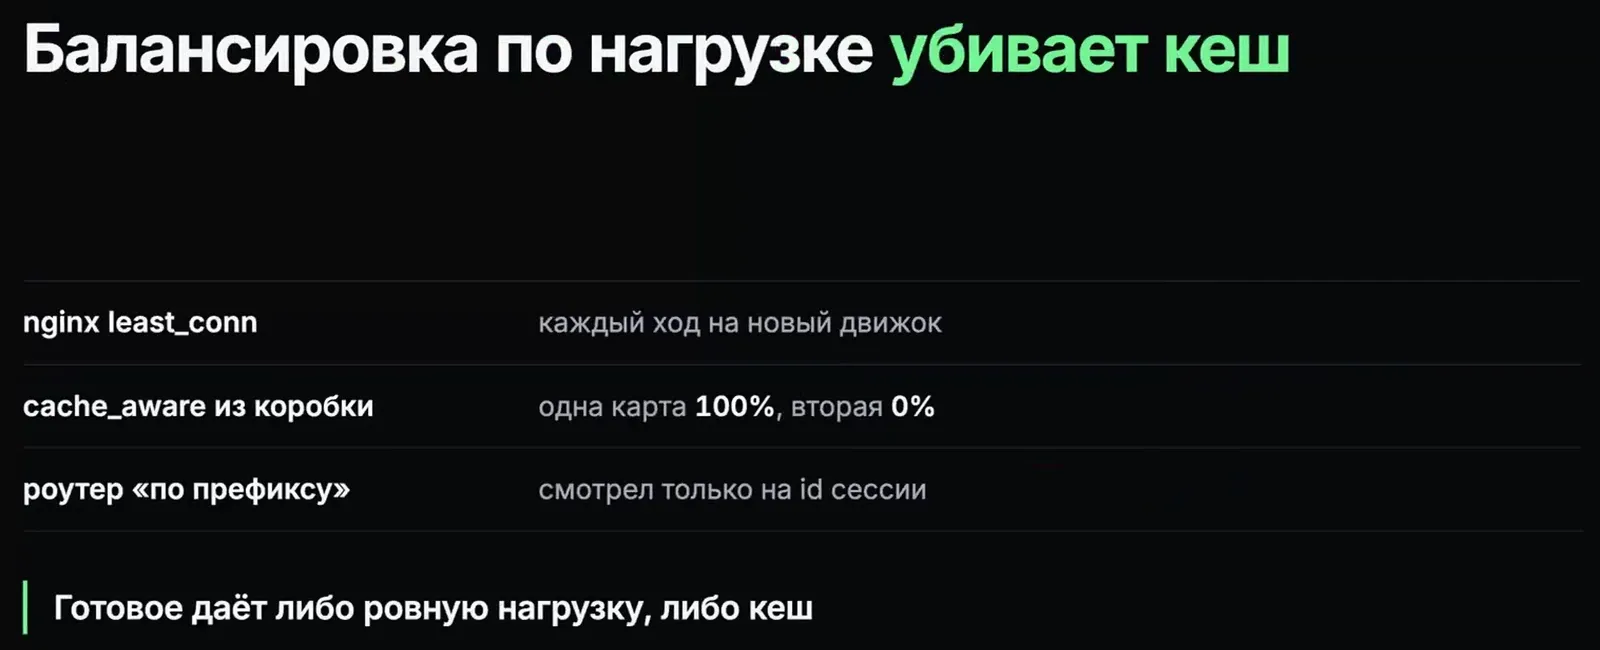 Балансировка по нагрузке убивает кеш
nginx least_conn каждый ход на новый движок
cache_aware из коробки одна карта 100%, вторая 0%
роутер «по префиксу» смотрел только на id сессии
Готовое даёт либо ровную нагрузку, либо кеш